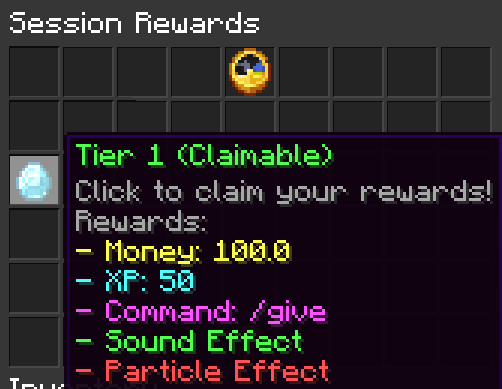 Session Rewards
Tier 1 (Claimable)
Click to claim your rewards!
Rewards:
- Money: 100.0
- XP: 50
- Command: /give
- Sound Effect
- Particle Effect